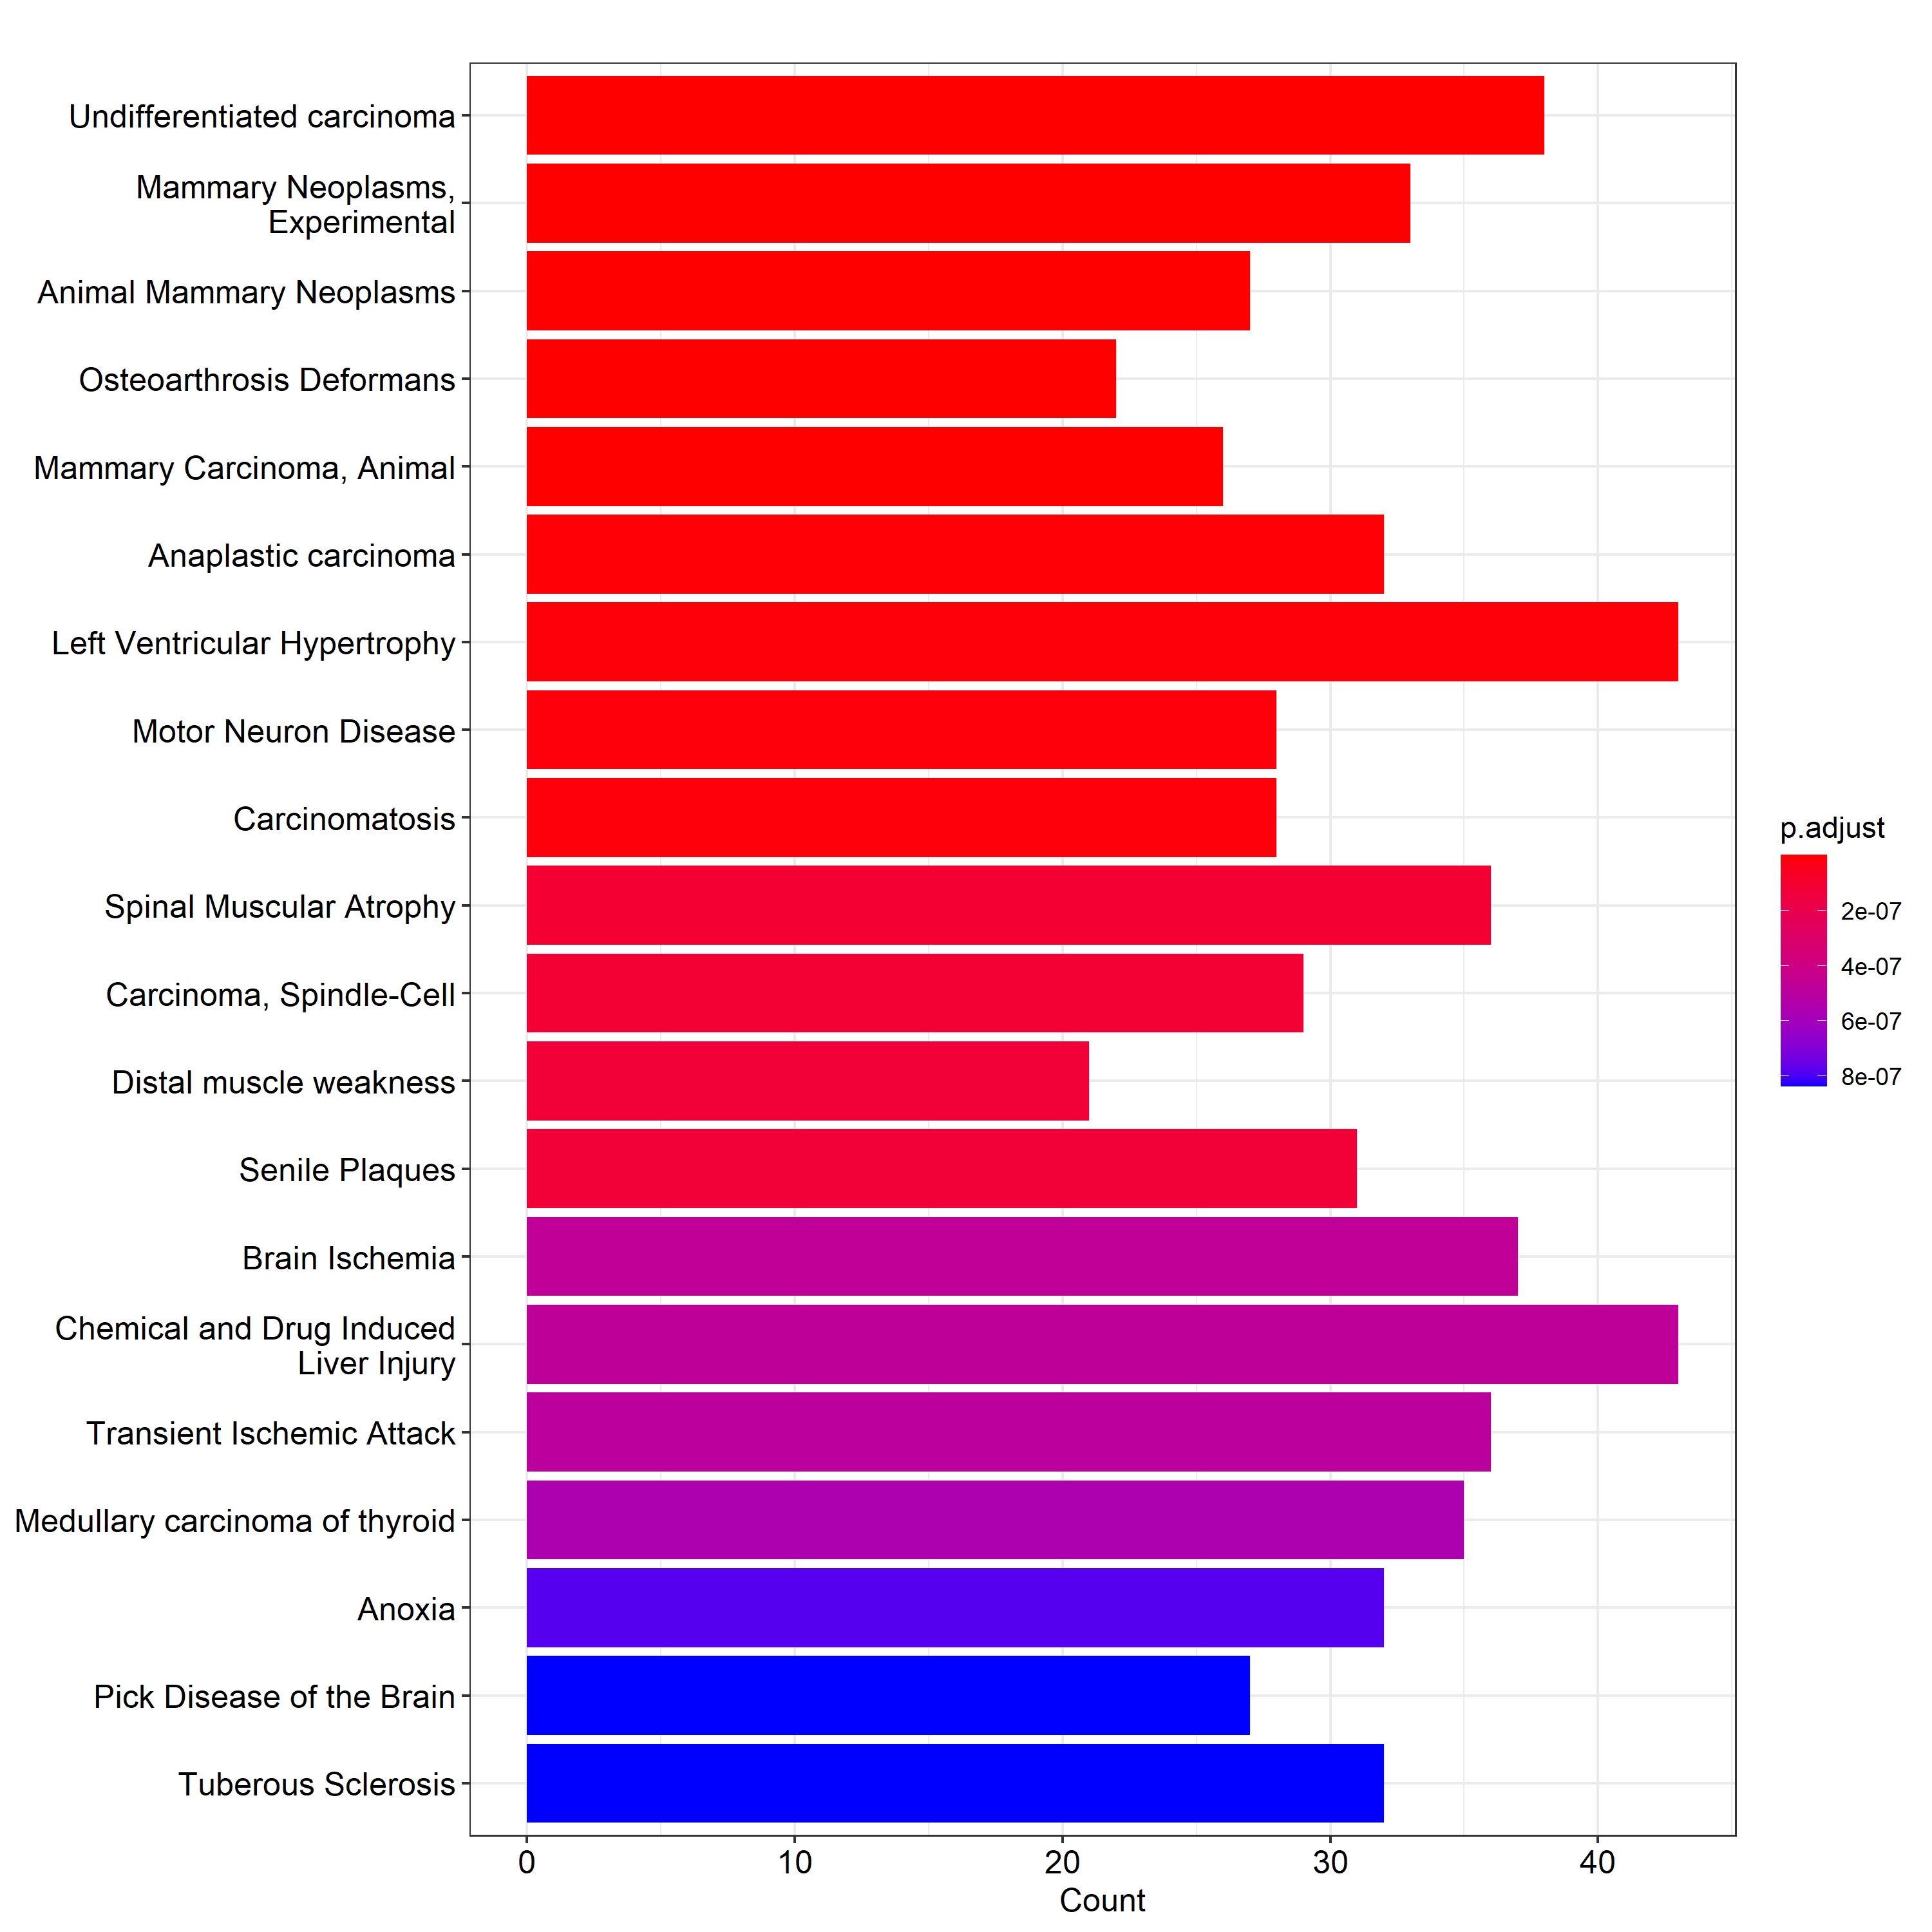 Undifferentiated carcinoma
Mammary Neoplasms,
Experimental
Animal Mammary Neoplasms
Osteoarthrosis Deformans
Mammary Carcinoma, Animal
Anaplastic carcinoma
Left Ventricular Hypertrophy
Motor Neuron Disease
Carcinomatosis
Spinal Muscular Atrophy
Carcinoma, Spindle-Cell
Distal muscle weakness
Senile Plaques
Brain Ischemia
Chemical and Drug Induced
Liver Injury
Transient Ischemic Attack
Medullary carcinoma of thyroid
Anoxia
Pick Disease of the Brain
Tuberous Sclerosis
0 10 20 30 40
Count
p.adjust
2e-07
4e-07
6e-07
8e-07